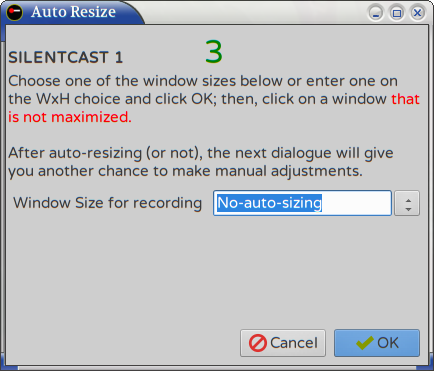 Auto Resize
3
SILENTCAST 1
Choose one of the window sizes below or enter one on
the WxH choice and click OK; then, click on a window that
is not maximized.
After auto-resizing (or not), the next dialogue will give
you another chance to make manual adjustments.
Window Size for recording No-auto-sizing
Cancel OK